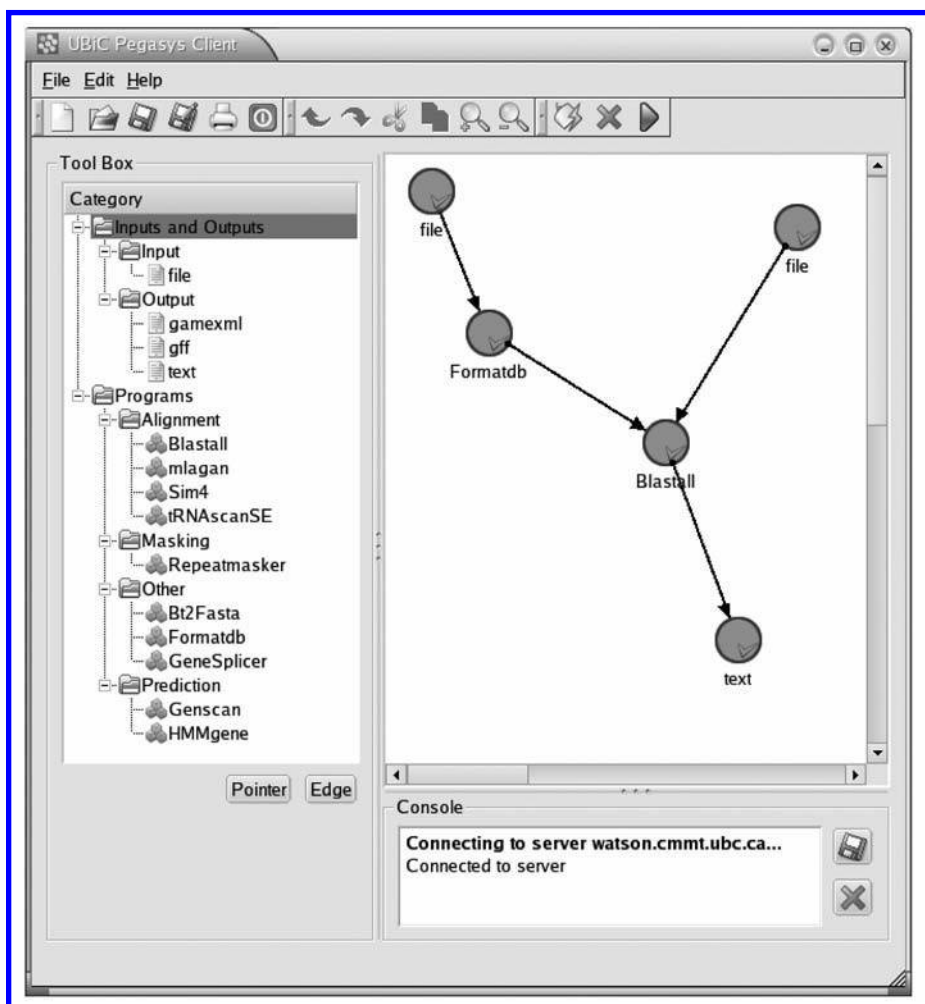 UBiC Pegasys Client
File Edit Help
Tool Box
Category
Inputs and Outputs
Input
file
Output
gamexml
gff
text
Programs
Alignment
Blastall
mlagan
Sim4
tRNAscanSE
Masking
Repeatmasker
Other
Bt2Fasta
Formatdb
GeneSplicer
Prediction
Genscan
HMMgene
Pointer Edge
file
file
Formatdb
Blastall
text
Console
Connecting to server watson.cmmt.ubc.ca...
Connected to server